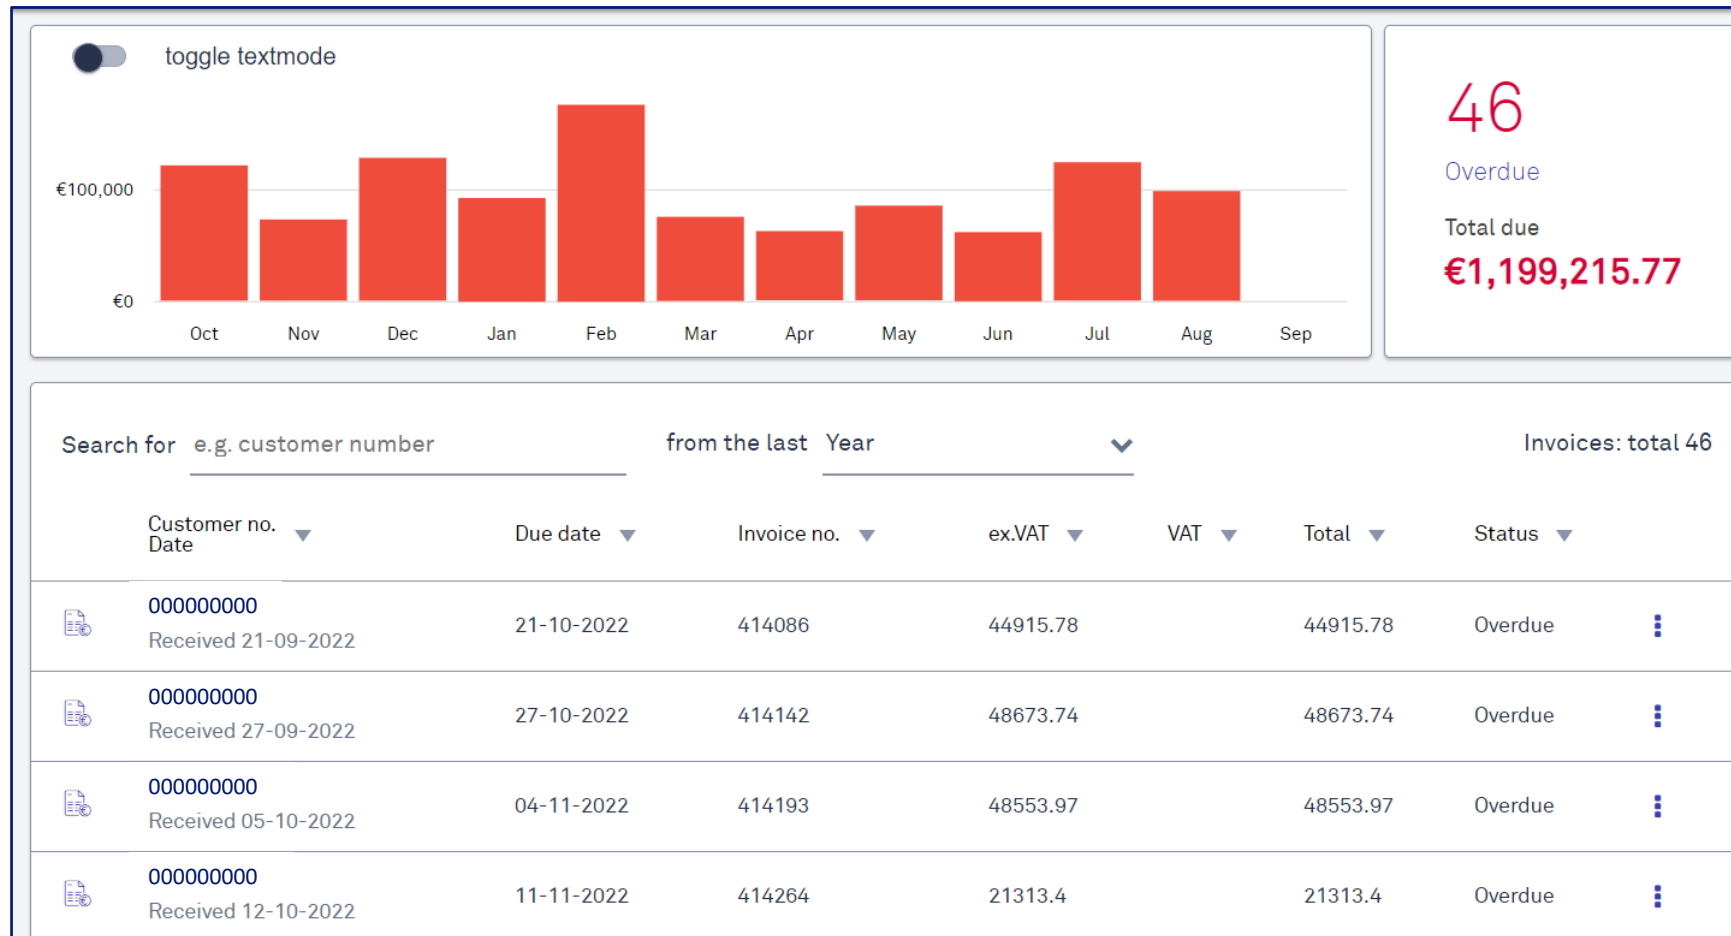 toggle textmode
€100,000
€0
Oct Nov Dec Jan Feb Mar Apr May Jun Jul Aug Sep
46
Overdue
Total due
€1,199,215.77
Search for e.g. customer number from the last Year Invoices: total 46
Customer no.
Date
Due date Invoice no. ex.VAT VAT Total Status
000000000
Received 21-09-2022
21-10-2022 414086 44915.78 44915.78 Overdue
000000000
Received 27-09-2022
27-10-2022 414142 48673.74 48673.74 Overdue
000000000
Received 05-10-2022
04-11-2022 414193 48553.97 48553.97 Overdue
000000000
Received 12-10-2022
11-11-2022 414264 21313.4 21313.4 Overdue